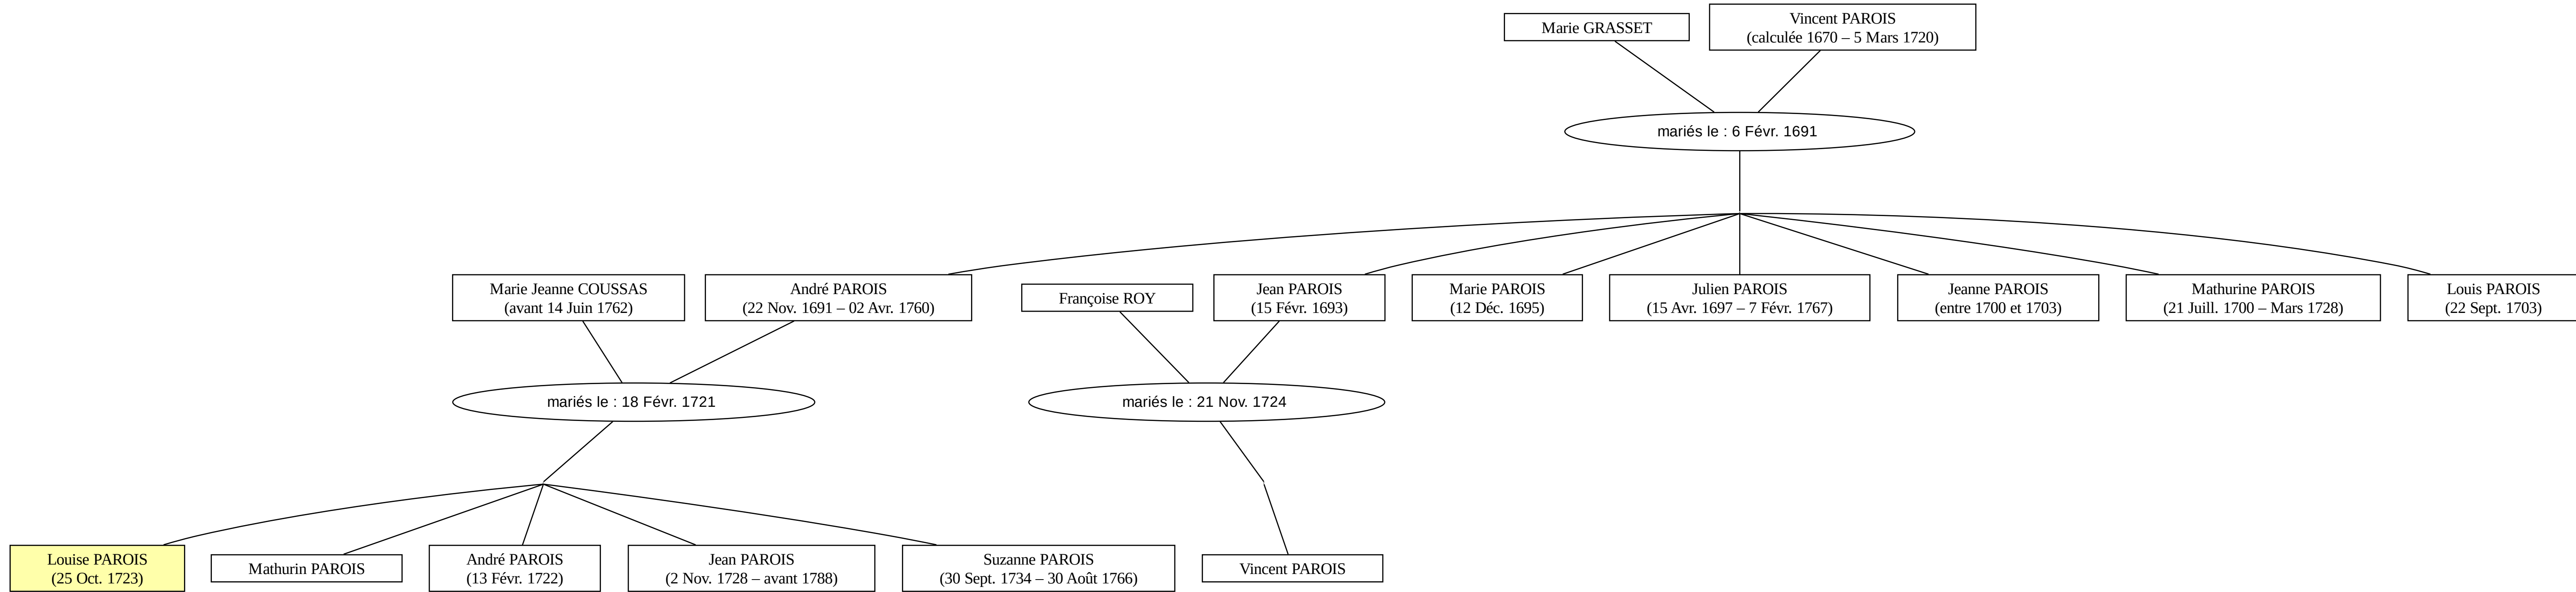 Marie GRASSET
Vincent PAROIS
(calculée 1670 – 5 Mars 1720)
mariés le : 6 Févr. 1691
Marie Jeanne COUSSAS
(avant 14 Juin 1762)
André PAROIS
(22 Nov. 1691 – 02 Avr. 1760)
Françoise ROY
Jean PAROIS
(15 Févr. 1693)
Marie PAROIS
(12 Déc. 1695)
Julien PAROIS
(15 Avr. 1697 – 7 Févr. 1767)
Jeanne PAROIS
(entre 1700 et 1703)
Mathurine PAROIS
(21 Juill. 1700 – Mars 1728)
Louis PAROIS
(22 Sept. 1703)
mariés le : 18 Févr. 1721
mariés le : 21 Nov. 1724
Louise PAROIS
(25 Oct. 1723)
Mathurin PAROIS
André PAROIS
(13 Févr. 1722)
Jean PAROIS
(2 Nov. 1728 – avant 1788)
Suzanne PAROIS
(30 Sept. 1734 – 30 Août 1766)
Vincent PAROIS